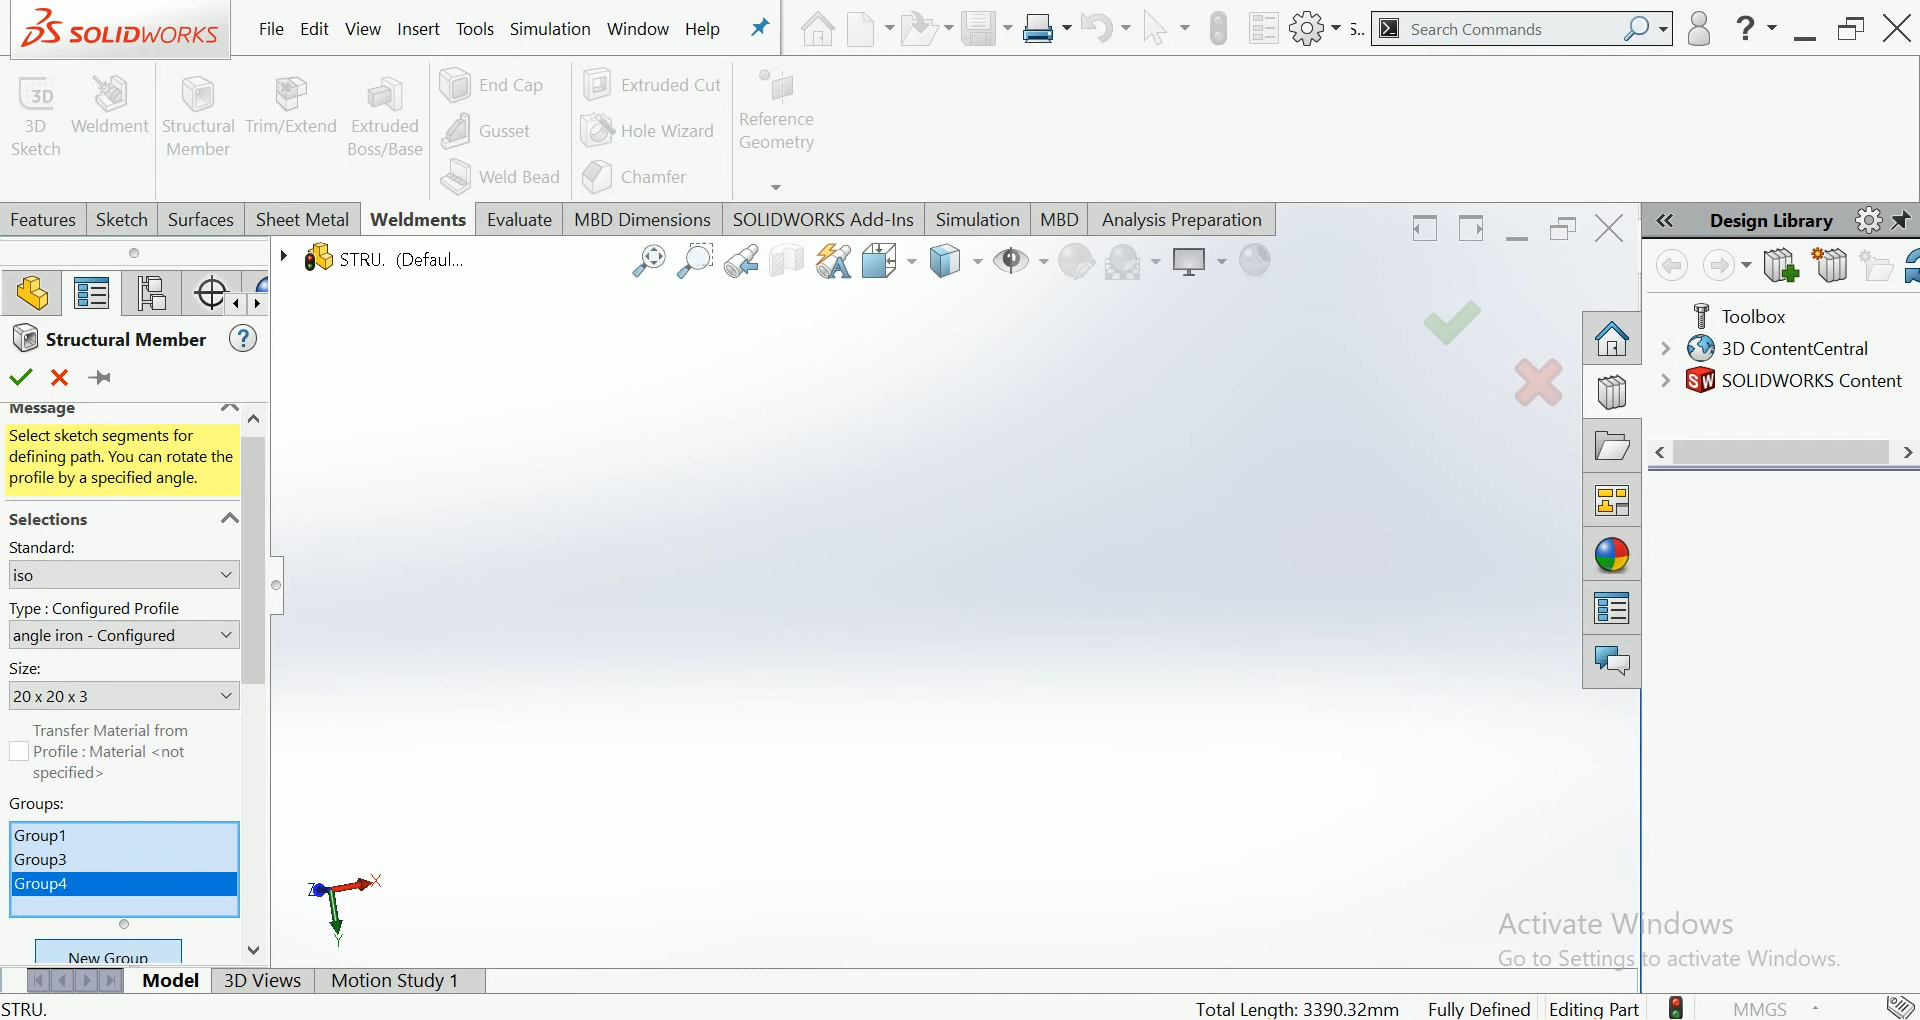 SOLIDWORKS
File Edit View Insert Tools Simulation Window Help
S..
Search Commands
?
3D
Sketch
Weldment
Structural
Member
Trim/Extend
Extruded
Boss/Base
End Cap
Gusset
Weld Bead
Extruded Cut
Hole Wizard
Chamfer
Reference
Geometry
Features Sketch Surfaces Sheet Metal Weldments Evaluate MBD Dimensions SOLIDWORKS Add-Ins Simulation MBD Analysis Preparation
STRU. (Defaul...
Structural Member
?
Message
Select sketch segments for
defining path. You can rotate the
profile by a specified angle.
Selections
Standard:
iso
Type : Configured Profile
angle iron - Configured
Size:
20 x 20 x 3
Transfer Material from
Profile : Material <not
specified>
Groups:
Group1
Group3
Group4
New Group
Z X
Y
Design Library
Toolbox
3D ContentCentral
SW SOLIDWORKS Content
Activate Windows
Go to Settings to activate Windows.
Model 3D Views Motion Study 1
STRU.
Total Length: 3390.32mm Fully Defined Editing Part MMGS